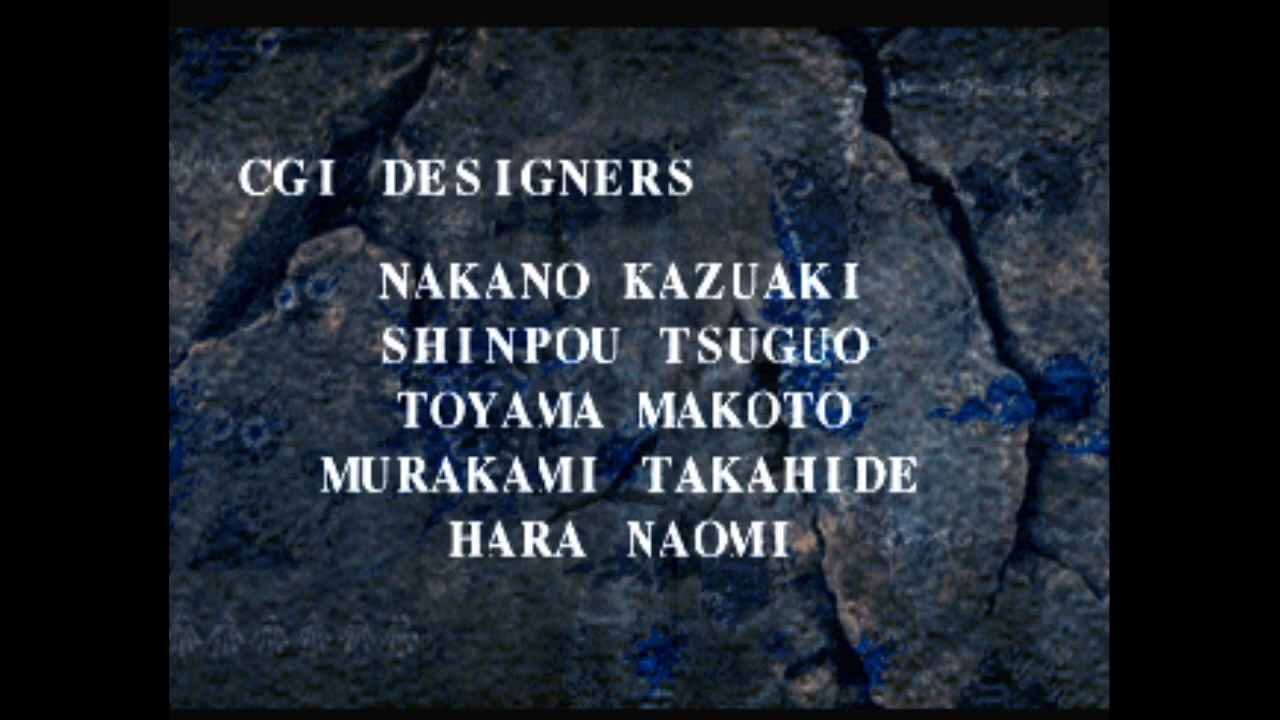 CGI DESIGNERS
NAKANO KAZUAKI
SHINPOU TSUGUO
TOYAMA MAKOTO
MURAKAMI TAKAHIDE
HARA NAOMI